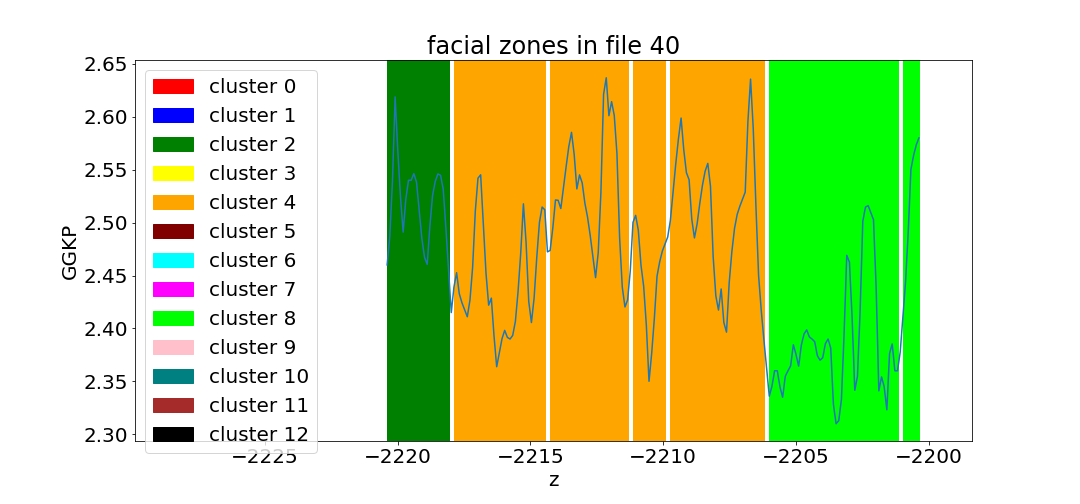 facial zones in file 40
GGKP
2.65
2.60
2.55
2.50
2.45
2.40
2.35
2.30
cluster 0
cluster 1
cluster 2
cluster 3
cluster 4
cluster 5
cluster 6
cluster 7
cluster 8
cluster 9
cluster 10
cluster 11
cluster 12
−2225 −2220 −2215 −2210 −2205 −2200
z